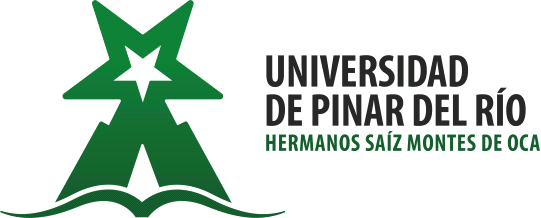 UNIVERSIDAD
DE PINAR DEL RÍO
HERMANOS SAÍZ MONTES DE OCA